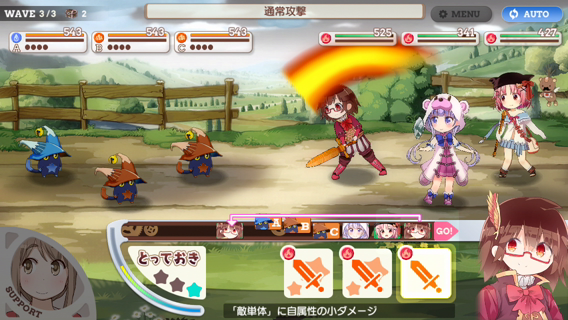 WAVE 3/3 2
通常攻撃
MENU
AUTO
543
A
543
B
543
C
525
341
427
A
B
C
GO!
とっておき
SUPPORT
「敵単体」に自属性の小ダメージ